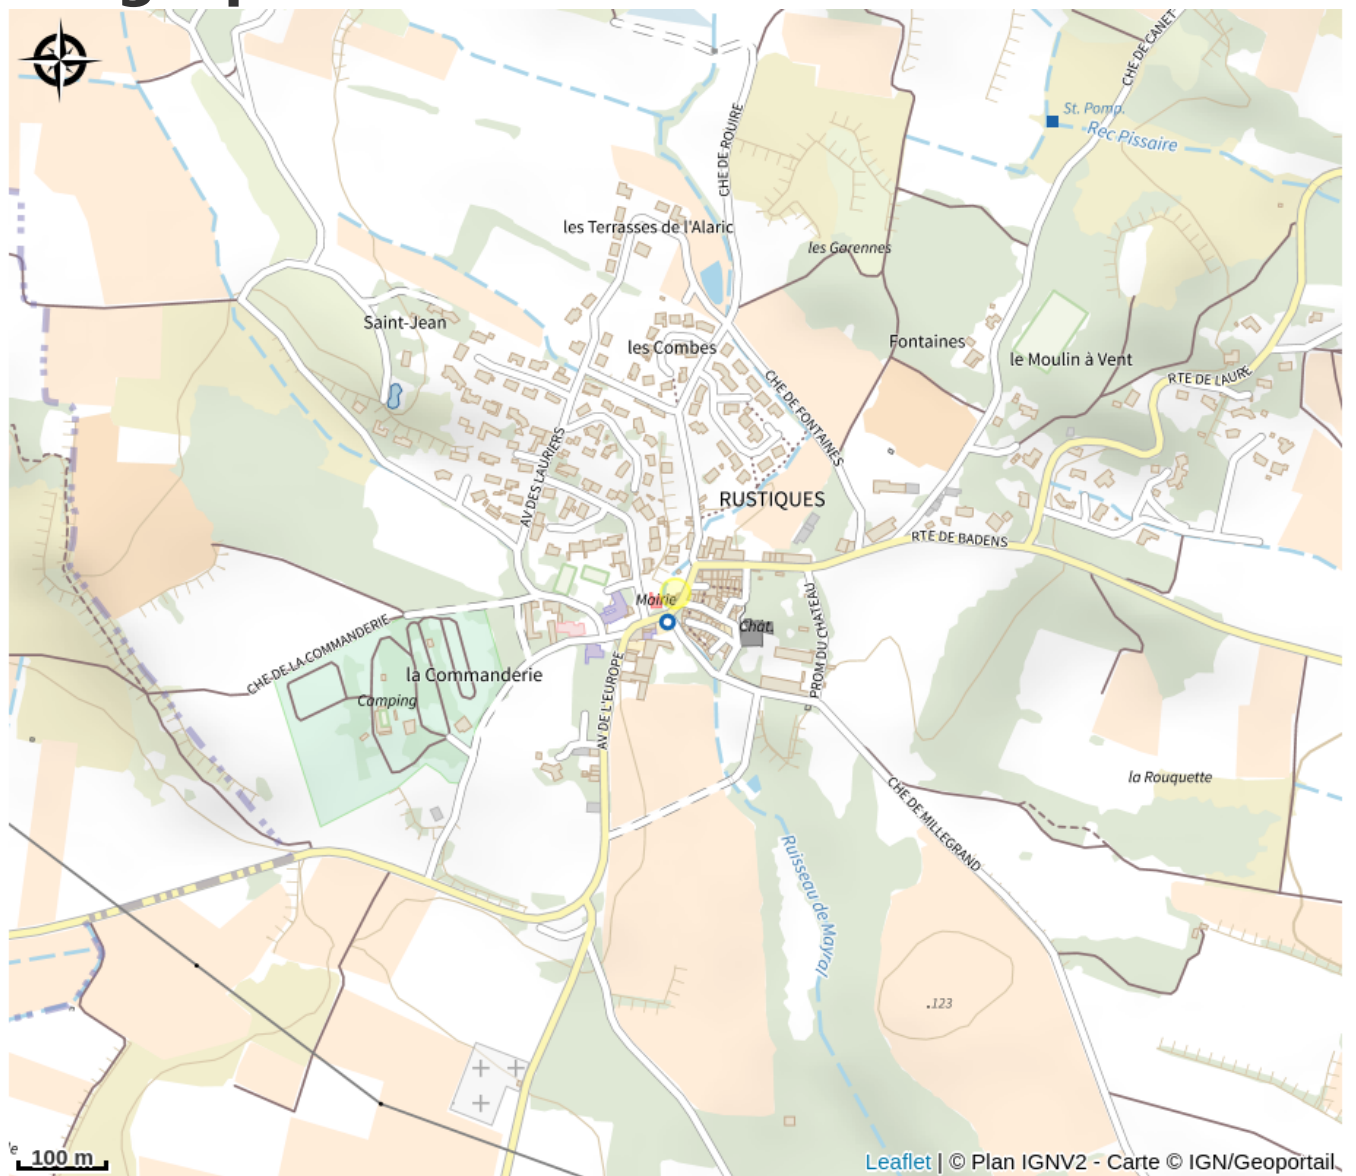 CHE DE CANET
St. Pomp.
Rec Pissaire
CHE DE ROUIRE
les Terrasses de l'Alaric
les Garennes
Saint-Jean
les Combes
Fontaines
le Moulin à Vent
RTE DE LAURE
CHE DE FONTAINES
AV DES LAURIERS
RUSTIQUES
RTE DE BADENS
Mairie
Chât.
PROM DU CHATEAU
CHE DE LA COMMANDERIE
la Commanderie
Camping
AV DE L'EUROPE
la Rouquette
CHE DE MILLEGRAND
Ruisseau de Mayral
.123
100 m
Leaflet | © Plan IGNV2 - Carte © IGN/Geoportail